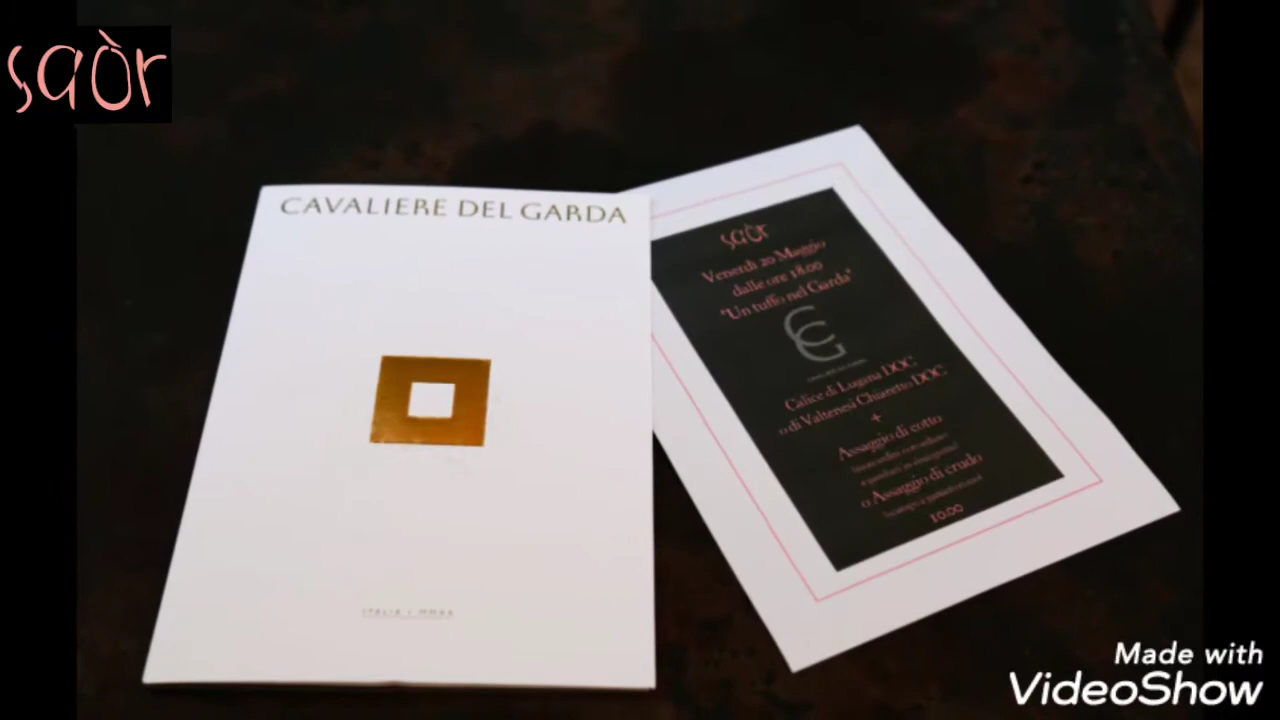 saòr
CAVALIERE DEL GARDA
ITALIA
saòr
Venerdì 20 Maggio
dalle ore 18.00
"Un tuffo nel Garda"
CG
Calice di Lugana DOC
o di Valtenesi Chiaretto DOC
+
Assaggio di cotto
o Assaggio di crudo
10.00
Made with
VideoShow